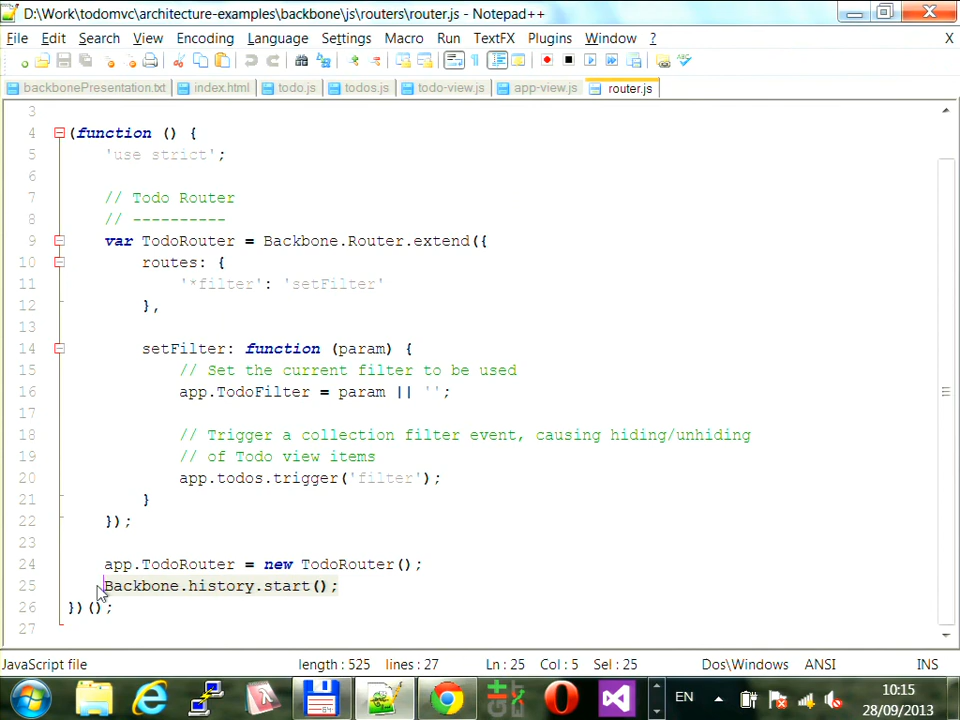 D:\Work\todomvc\architecture-examples\backbone\js\routers\router.js - Notepad++
File Edit Search View Encoding Language Settings Macro Run TextFX Plugins Window ? X
backbonePresentation.txt index.html todo.js todos.js todo-view.js app-view.js router.js
3
4 (function () {
5 'use strict';
6
7 // Todo Router
8 // ----------
9 var TodoRouter = Backbone.Router.extend({
10 routes: {
11 '*filter': 'setFilter'
12 },
13
14 setFilter: function (param) {
15 // Set the current filter to be used
16 app.TodoFilter = param || '';
17
18 // Trigger a collection filter event, causing hiding/unhiding
19 // of Todo view items
20 app.todos.trigger('filter');
21 }
22 });
23
24 app.TodoRouter = new TodoRouter();
25 Backbone.history.start();
26 })();
27
JavaScript file length : 525 lines : 27 Ln : 25 Col : 5 Sel : 25 Dos\Windows ANSI INS
EN 10:15
28/09/2013